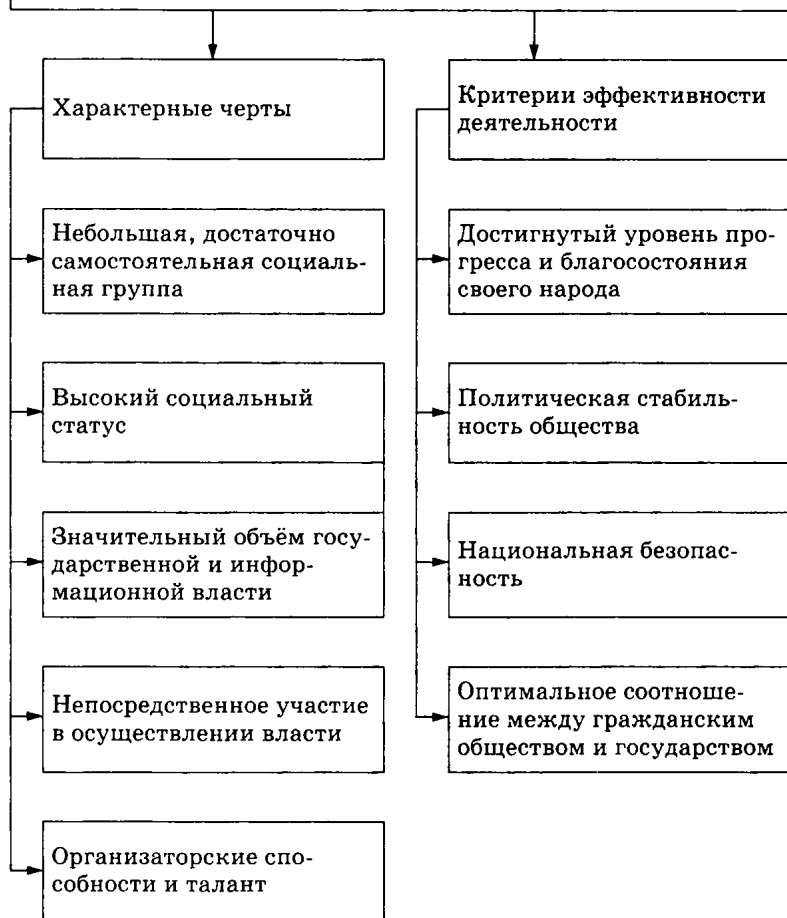 Характерные черты
Небольшая, достаточно
самостоятельная социаль-
ная группа
Высокий социальный
статус
Значительный объём госу-
дарственной и инфор-
мационной власти
Непосредственное участие
в осуществлении власти
Организаторские спо-
собности и талант
Критерии эффективности
деятельности
Достигнутый уровень про-
гресса и благосостояния
своего народа
Политическая стабиль-
ность общества
Национальная безопас-
ность
Оптимальное соотноше-
ние между гражданским
обществом и государством